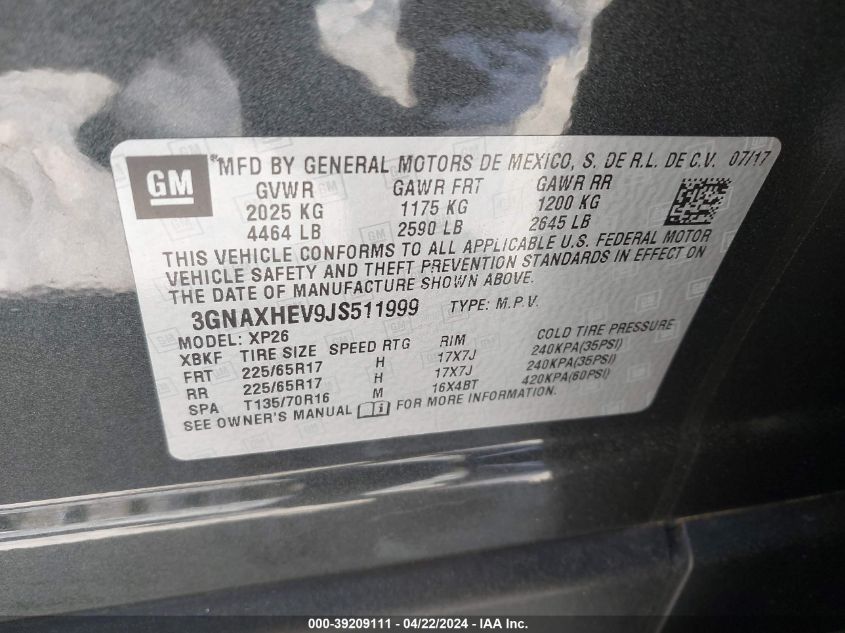 GM
*MFD BY GENERAL MOTORS DE MEXICO, S. DE R.L. DE C.V. 07/17
GVWR GAWR FRT GAWR RR
2025 KG 1175 KG 1200 KG
4464 LB 2590 LB 2645 LB
THIS VEHICLE CONFORMS TO ALL APPLICABLE U.S. FEDERAL MOTOR
VEHICLE SAFETY AND THEFT PREVENTION STANDARDS IN EFFECT ON
THE DATE OF MANUFACTURE SHOWN ABOVE.
3GNAXHEV9JS511999 TYPE: M.P.V.
MODEL: XP26
XBKF TIRE SIZE SPEED RTG RIM COLD TIRE PRESSURE
FRT 225/65R17 H 17X7J 240KPA(35PSI)
RR 225/65R17 H 17X7J 240KPA(35PSI)
SPA T135/70R16 M 16X4BT 420KPA(60PSI)
SEE OWNER'S MANUAL FOR MORE INFORMATION.
000-39209111 - 04/22/2024 - IAA Inc.